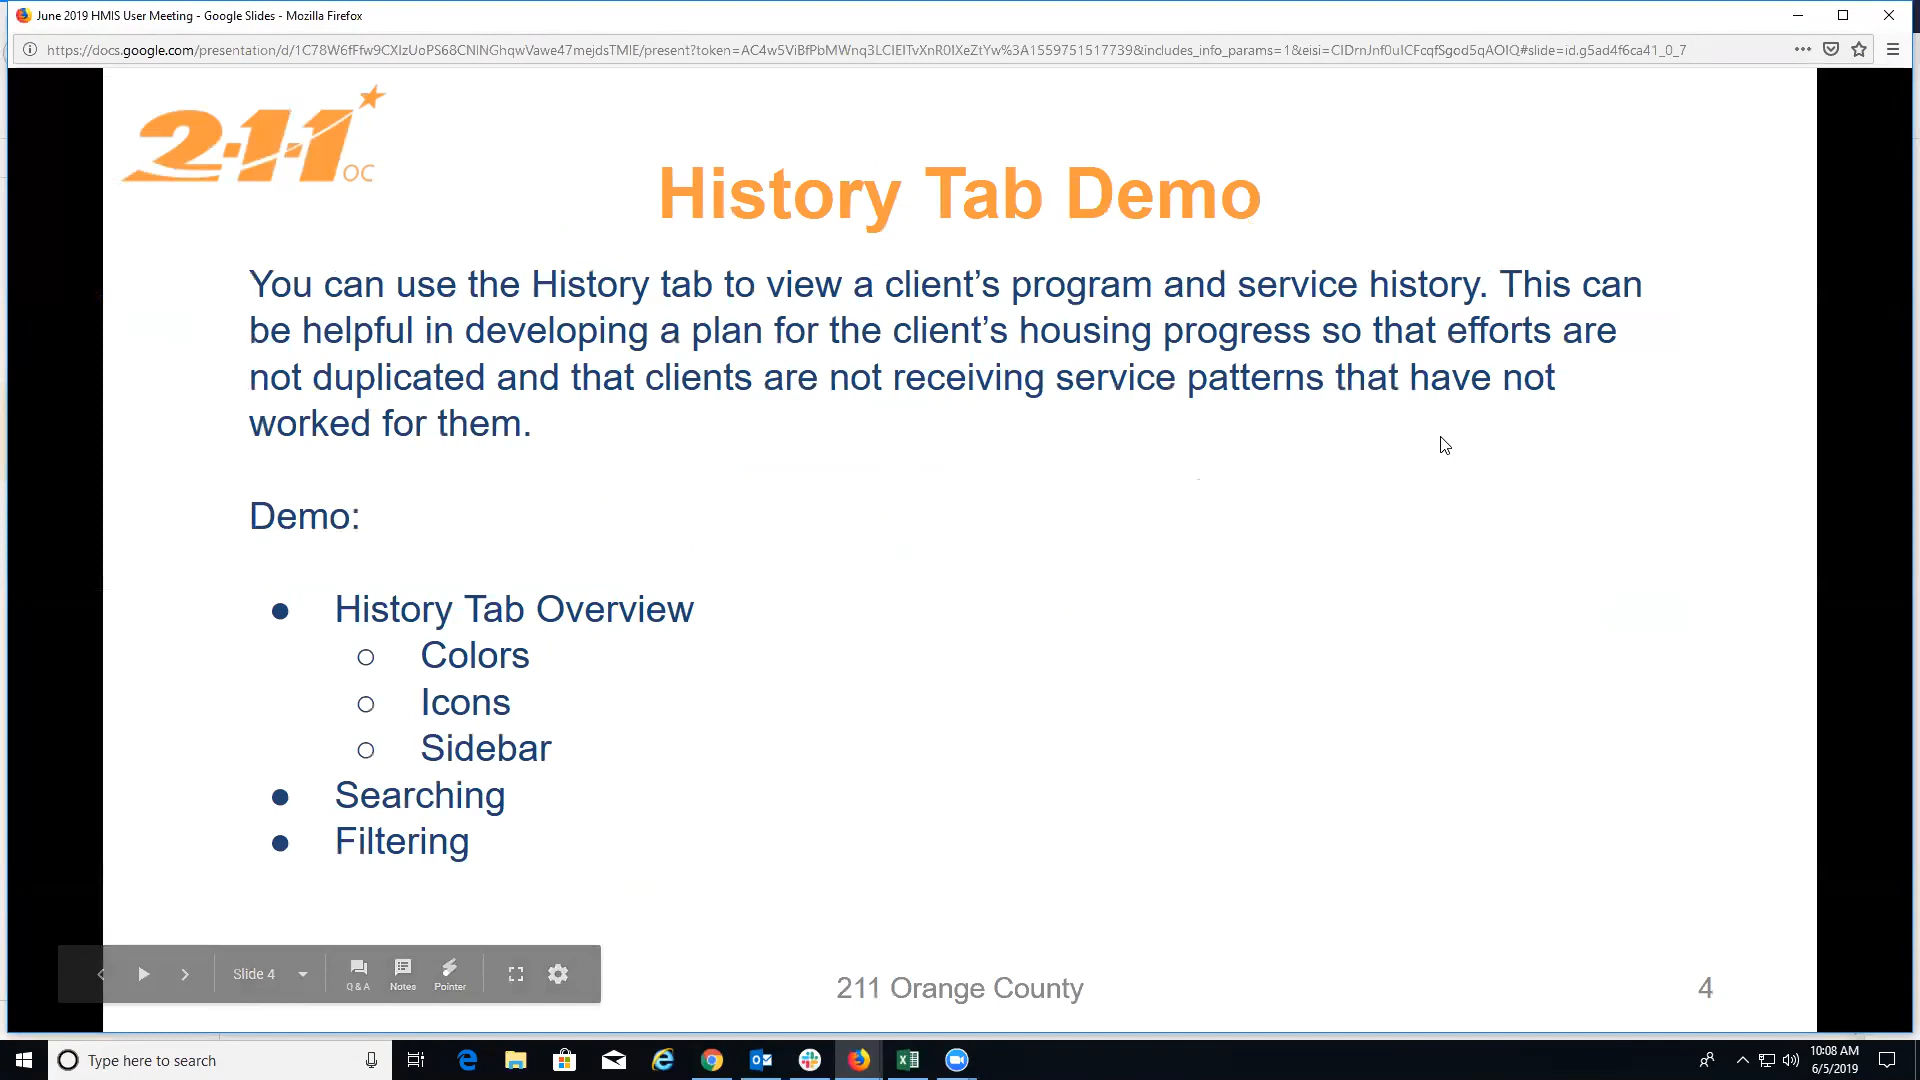 June 2019 HMIS User Meeting - Google Slides - Mozilla Firefox
211 OC
History Tab Demo
You can use the History tab to view a client’s program and service history. This can
be helpful in developing a plan for the client’s housing progress so that efforts are
not duplicated and that clients are not receiving service patterns that have not
worked for them.
Demo:
● History Tab Overview
○ Colors
○ Icons
○ Sidebar
● Searching
● Filtering
Slide 4
Q & A
Notes
Pointer
211 Orange County
4
Type here to search
10:08 AM
6/5/2019